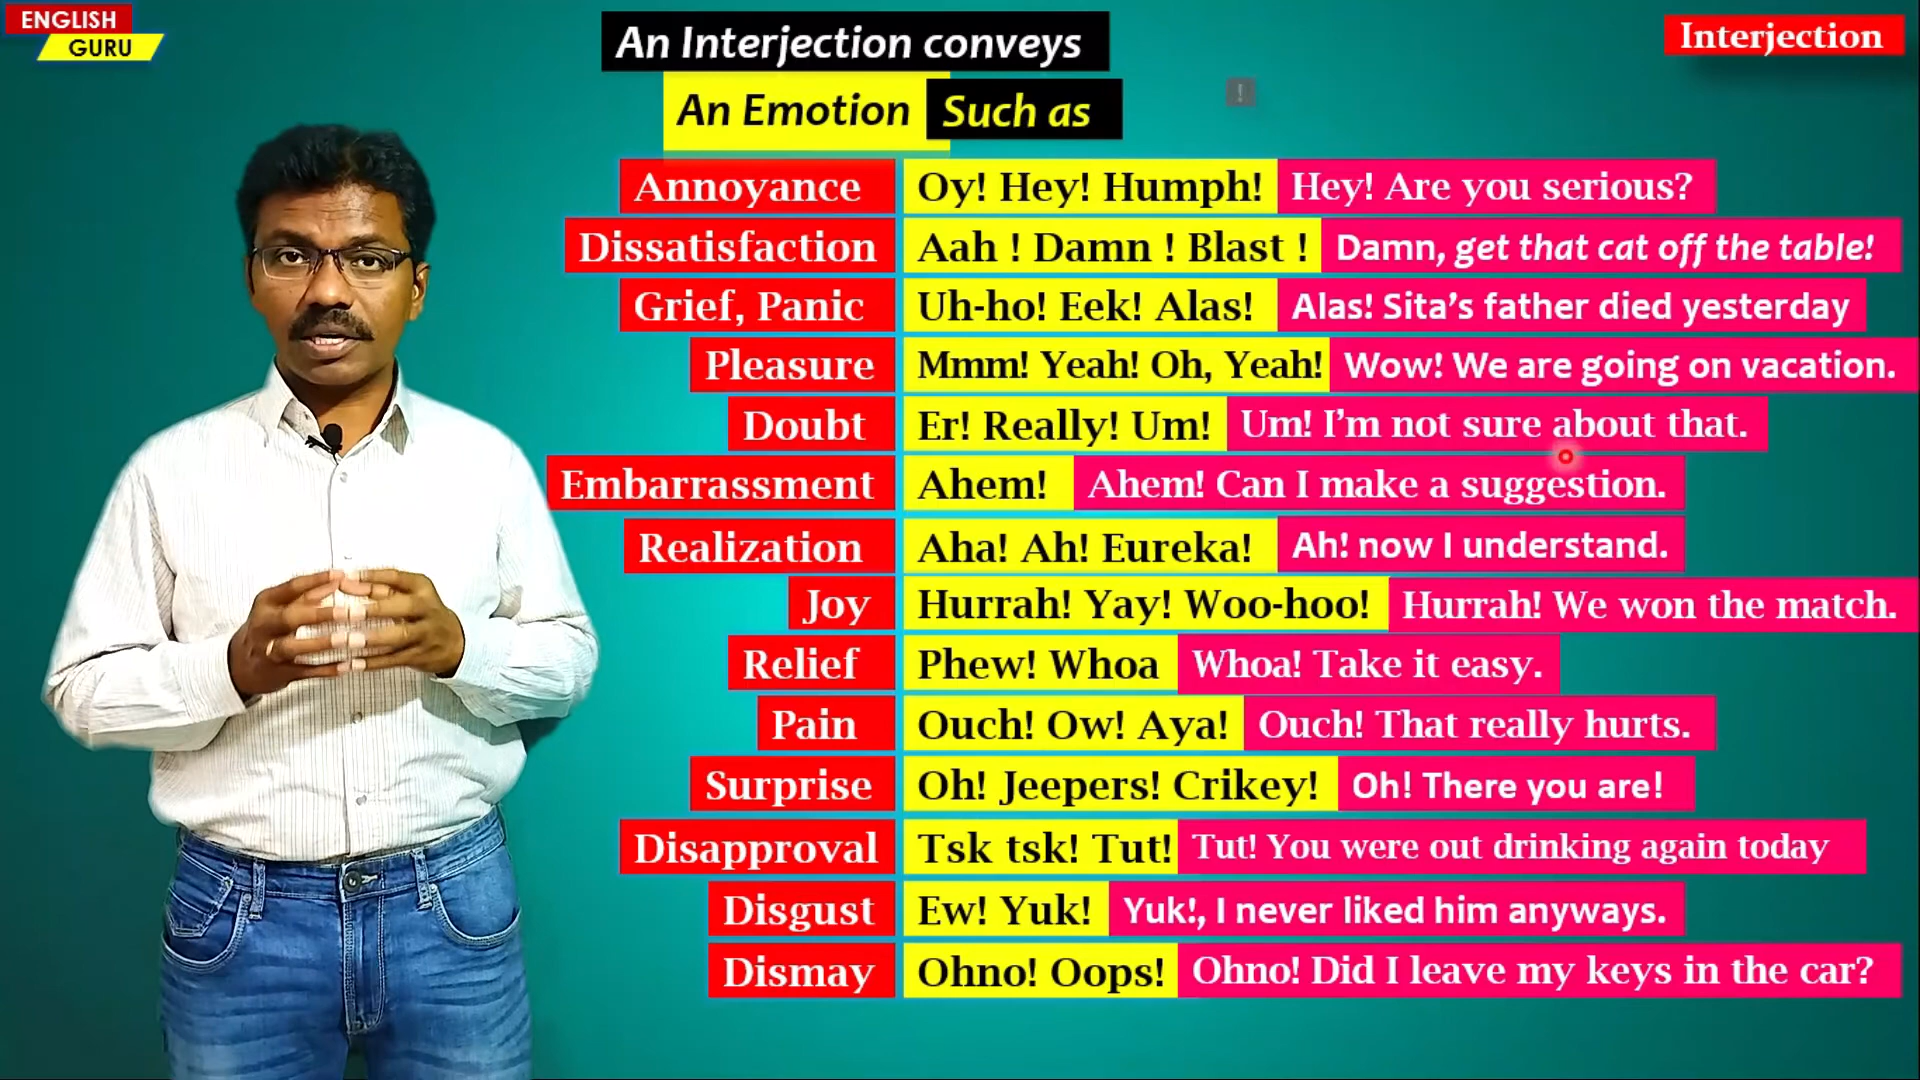 ENGLISH
GURU
An Interjection conveys
Interjection
An Emotion Such as
!
Annoyance Oy! Hey! Humph! Hey! Are you serious?
Dissatisfaction Aah ! Damn ! Blast ! Damn, get that cat off the table!
Grief, Panic Uh-ho! Eek! Alas! Alas! Sita's father died yesterday
Pleasure Mmm! Yeah! Oh, Yeah! Wow! We are going on vacation.
Doubt Er! Really! Um! Um! I'm not sure about that.
Embarrassment Ahem! Ahem! Can I make a suggestion.
Realization Aha! Ah! Eureka! Ah! now I understand.
Joy Hurrah! Yay! Woo-hoo! Hurrah! We won the match.
Relief Phew! Whoa Whoa! Take it easy.
Pain Ouch! Ow! Aya! Ouch! That really hurts.
Surprise Oh! Jeepers! Crikey! Oh! There you are!
Disapproval Tsk tsk! Tut! Tut! You were out drinking again today
Disgust Ew! Yuk! Yuk!, I never liked him anyways.
Dismay Ohno! Oops! Ohno! Did I leave my keys in the car?